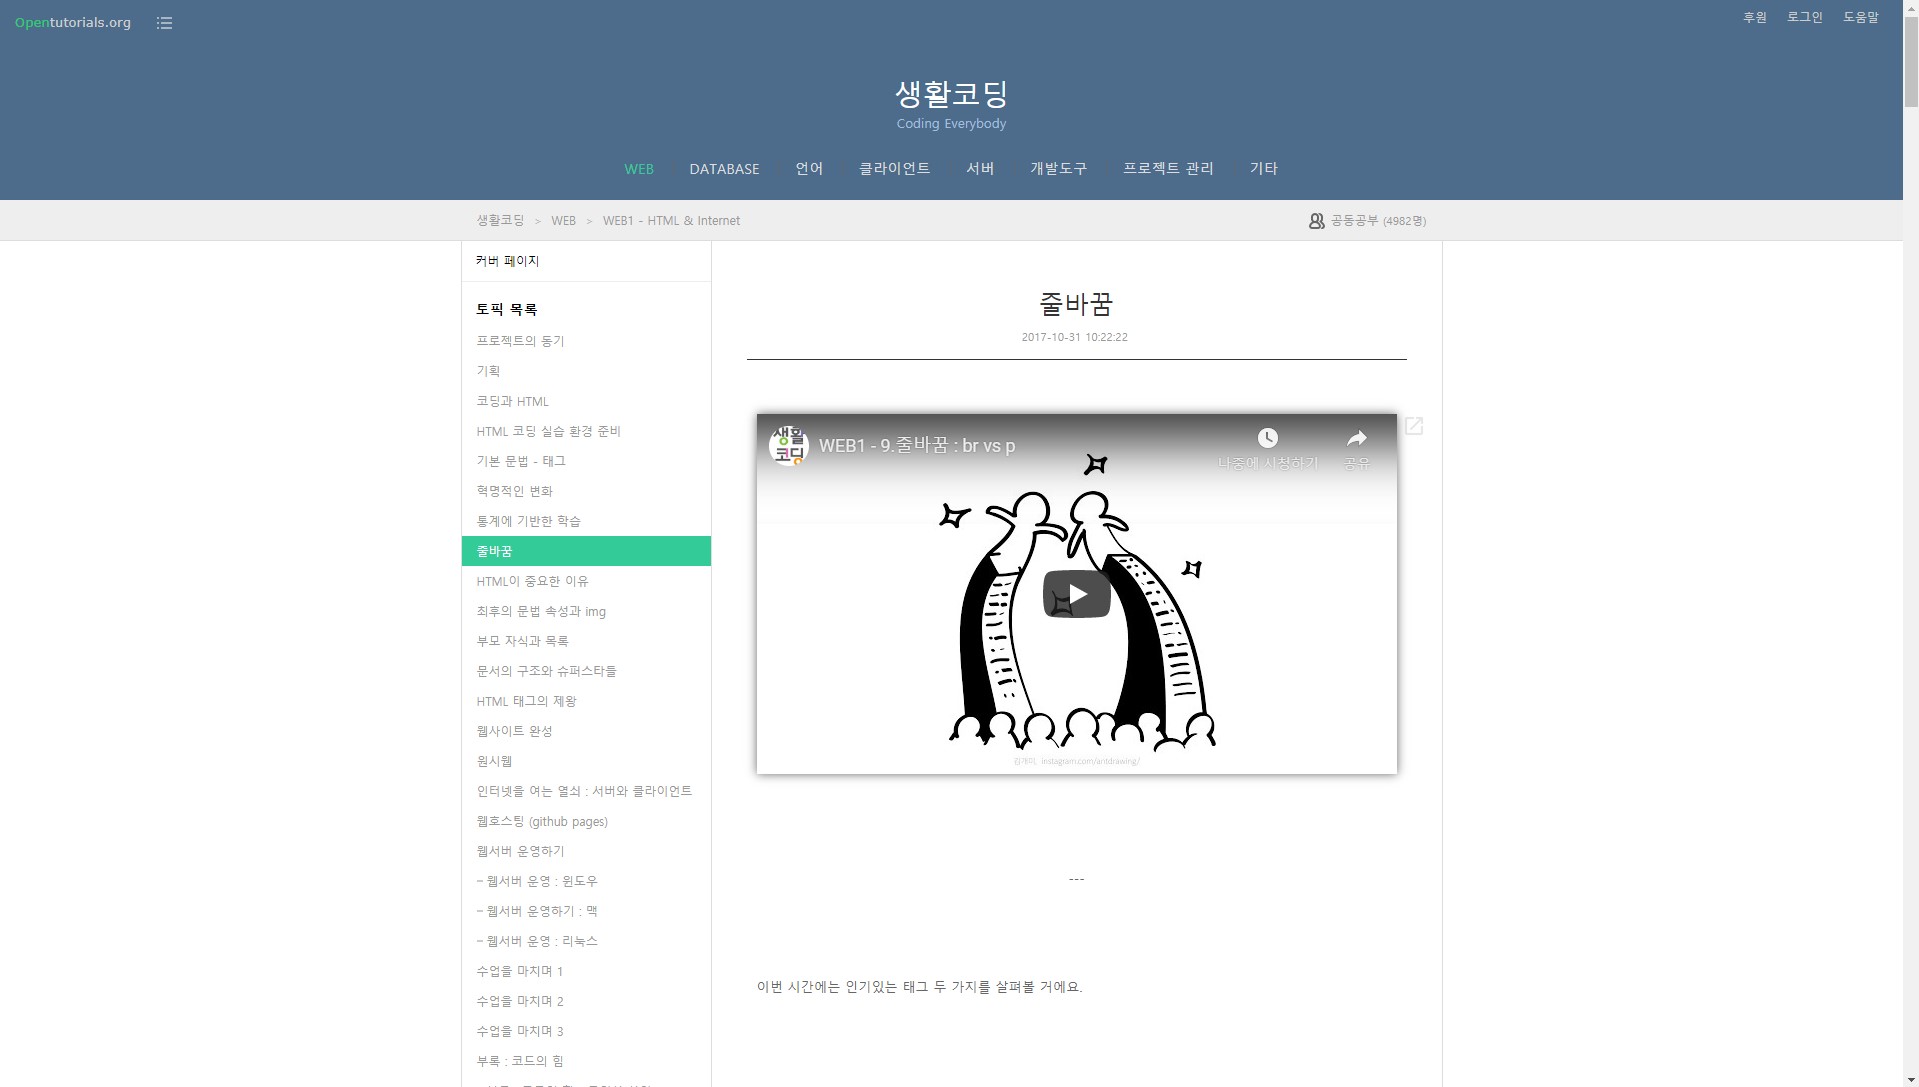 Opentutorials.org
후원 로그인 도움말
생활코딩
Coding Everybody
WEB DATABASE 언어 클라이언트 서버 개발도구 프로젝트 관리 기타
생활코딩 > WEB > WEB1 - HTML & Internet
공동공부 (4982명)
커버 페이지
토픽 목록
프로젝트의 동기
기획
코딩과 HTML
HTML 코딩 실습 환경 준비
기본 문법 - 태그
혁명적인 변화
통계에 기반한 학습
줄바꿈
HTML이 중요한 이유
최후의 문법 속성과 img
부모 자식과 목록
문서의 구조와 슈퍼스타들
HTML 태그의 제왕
웹사이트 완성
원시웹
인터넷을 여는 열쇠 : 서버와 클라이언트
웹호스팅 (github pages)
웹서버 운영하기
– 웹서버 운영 : 윈도우
– 웹서버 운영하기 : 맥
– 웹서버 운영 : 리눅스
수업을 마치며 1
수업을 마치며 2
수업을 마치며 3
부록 : 코드의 힘
줄바꿈
2017-10-31 10:22:22
생활
코딩
WEB1 - 9.줄바꿈 : br vs p
나중에 시청하기 공유
김개미, instagram.com/antdrawing/
---
이번 시간에는 인기있는 태그 두 가지를 살펴볼 거에요.